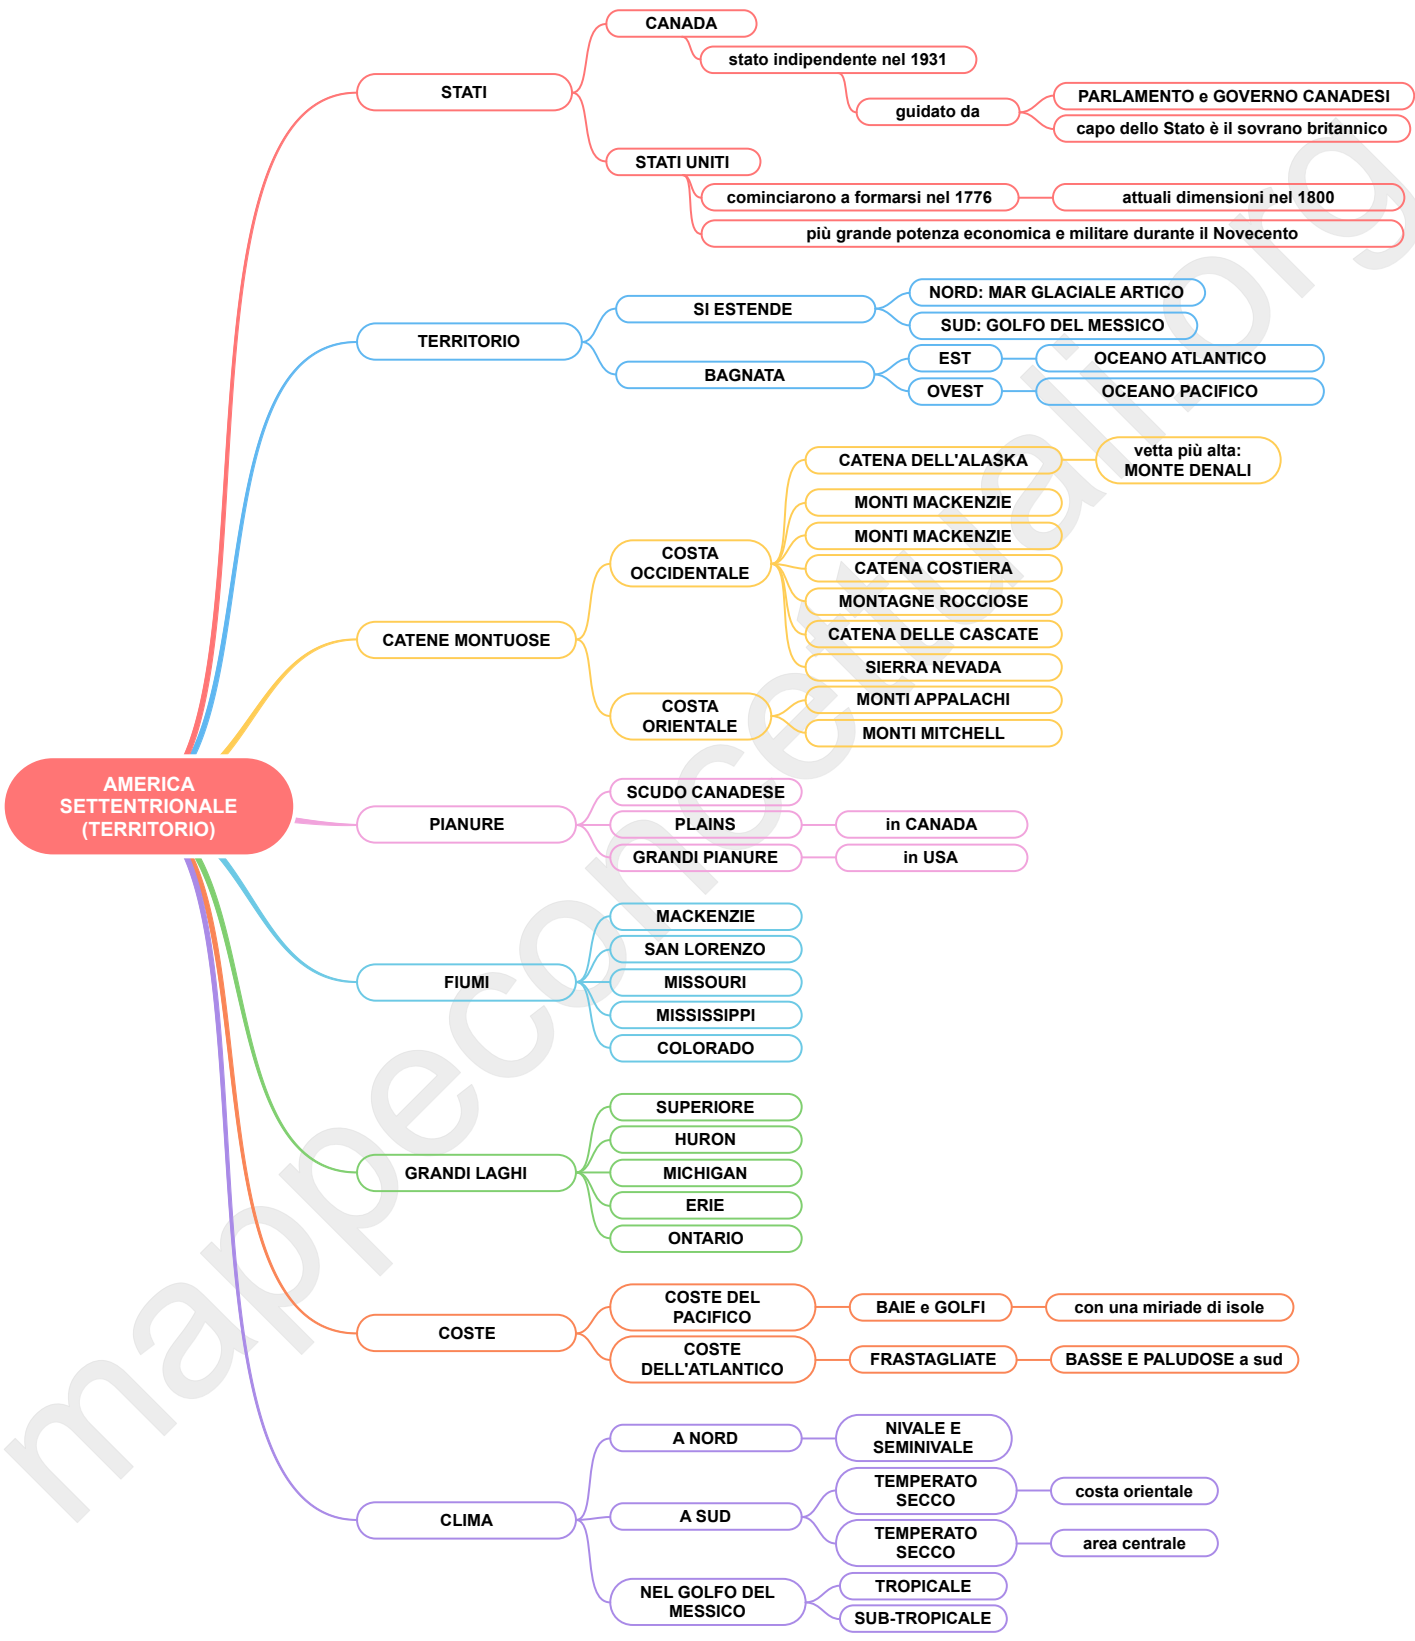 CANADA
stato indipendente nel 1931
STATI
PARLAMENTO e GOVERNO CANADESI
guidato da
capo dello Stato è il sovrano britannico
STATI UNITI
cominciarono a formarsi nel 1776
attuali dimensioni nel 1800
più grande potenza economica e militare durante il Novecento
NORD: MAR GLACIALE ARTICO
SI ESTENDE
SUD: GOLFO DEL MESSICO
TERRITORIO
EST
OCEANO ATLANTICO
BAGNATA
OVEST
OCEANO PACIFICO
CATENA DELL'ALASKA
vetta più alta:
MONTE DENALI
MONTI MACKENZIE
MONTI MACKENZIE
COSTA
OCCIDENTALE
CATENA COSTIERA
MONTAGNE ROCCIOSE
CATENA DELLE CASCATE
CATENE MONTUOSE
SIERRA NEVADA
COSTA
ORIENTALE
MONTI APPALACHI
MONTI MITCHELL
AMERICA
SETTENTRIONALE
(TERRITORIO)
SCUDO CANADESE
PIANURE
PLAINS
in CANADA
GRANDI PIANURE
in USA
MACKENZIE
SAN LORENZO
FIUMI
MISSOURI
MISSISSIPPI
COLORADO
SUPERIORE
HURON
GRANDI LAGHI
MICHIGAN
ERIE
ONTARIO
COSTE DEL
PACIFICO
BAIE e GOLFI
con una miriade di isole
COSTE
COSTE
DELL'ATLANTICO
FRASTAGLIATE
BASSE E PALUDOSE a sud
A NORD
NIVALE E
SEMINIVALE
CLIMA
A SUD
TEMPERATO
SECCO
costa orientale
TEMPERATO
SECCO
area centrale
NEL GOLFO DEL
MESSICO
TROPICALE
SUB-TROPICALE
mappeconcettuali.org